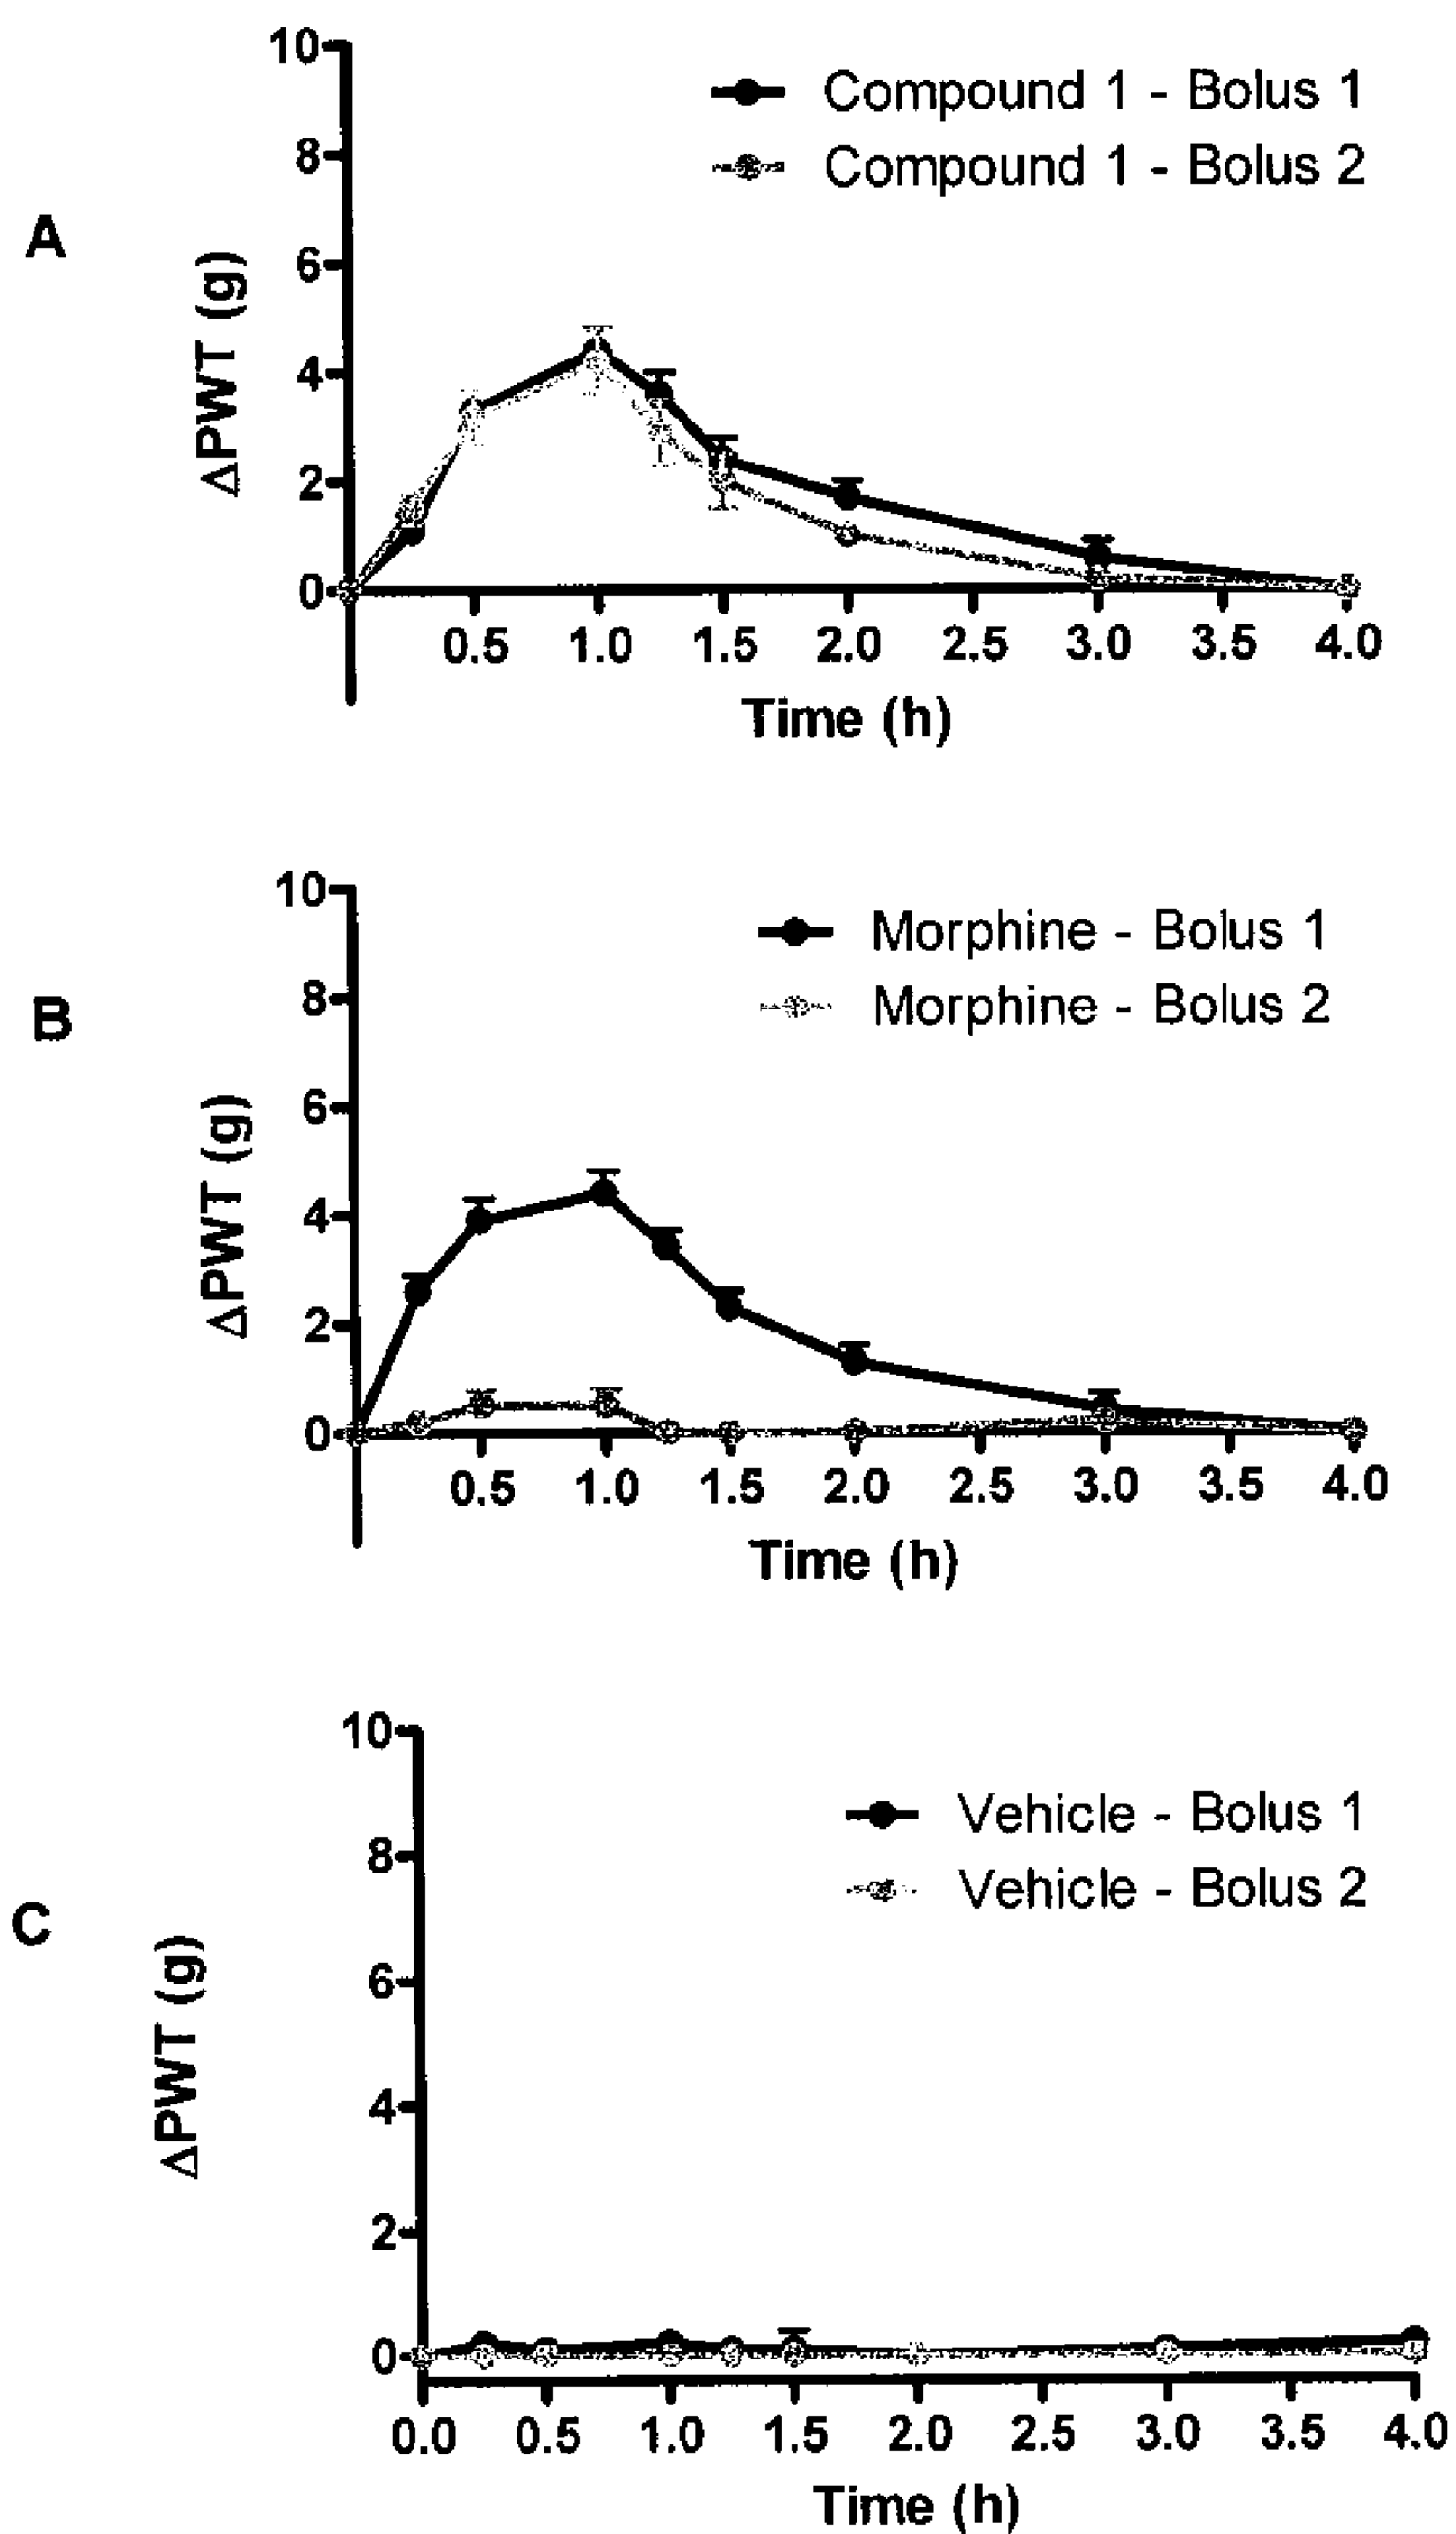 A
ΔPWT (g)
10
8
6
4
2
0
Compound 1 - Bolus 1
Compound 1 - Bolus 2
0.5 1.0 1.5 2.0 2.5 3.0 3.5 4.0
Time (h)
B
ΔPWT (g)
10
8
6
4
2
0
Morphine - Bolus 1
Morphine - Bolus 2
0.5 1.0 1.5 2.0 2.5 3.0 3.5 4.0
Time (h)
C
ΔPWT (g)
10
8
6
4
2
0
Vehicle - Bolus 1
Vehicle - Bolus 2
0.0 0.5 1.0 1.5 2.0 2.5 3.0 3.5 4.0
Time (h)